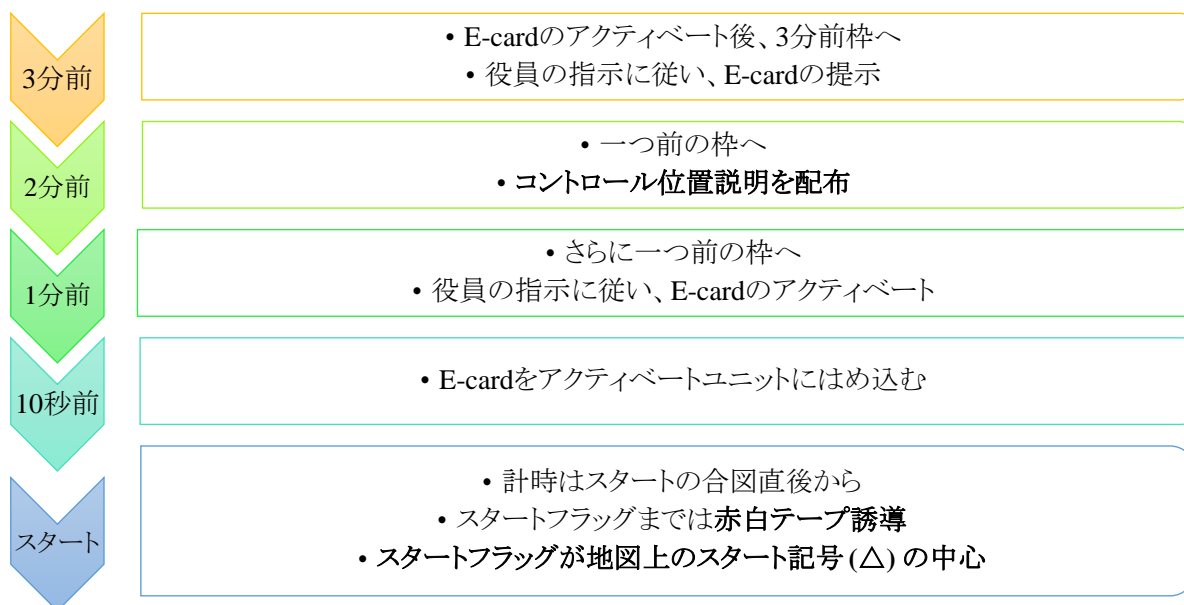 3分前
• E-cardのアクティベート後、3分前枠へ
• 役員の指示に従い、E-cardの提示
2分前
• 一つ前の枠へ
• コントロール位置説明を配布
1分前
• さらに一つ前の枠へ
• 役員の指示に従い、E-cardのアクティベート
10秒前
• E-cardをアクティベートユニットにはめ込む
スタート
• 計時はスタートの合図直後から
• スタートフラッグまでは赤白テープ誘導
• スタートフラッグが地図上のスタート記号 (△) の中心